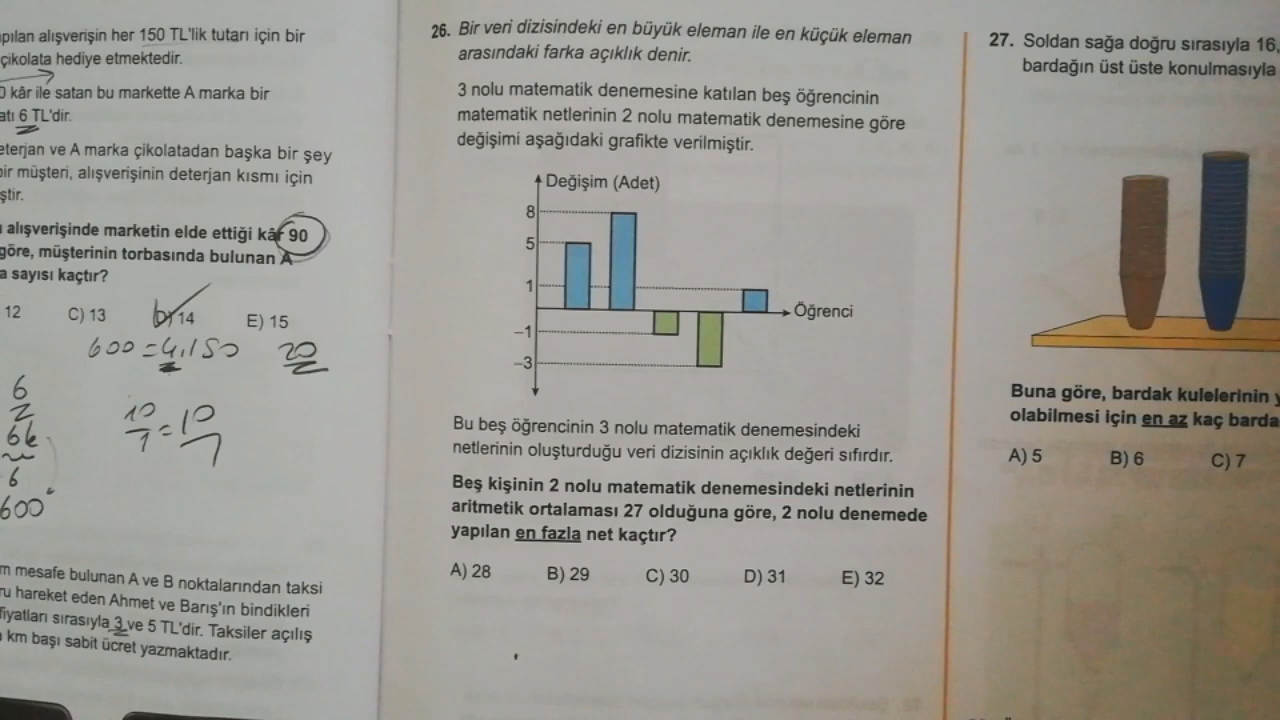 apılan alışverişin her 150 TL'lik tutarı için bir
çikolata hediye etmektedir.
0 kâr ile satan bu markette A marka bir
atı 6 TL'dir.
eterjan ve A marka çikolatadan başka bir şey
bir müşteri, alışverişinin deterjan kısmı için
ştir.
alışverişinde marketin elde ettiği kâr 90
göre, müşterinin torbasında bulunan A
a sayısı kaçtır?
12 C) 13 D) 14 E) 15
600 = 4.150 20
6
2
6k
6
600
10/7 = 10/7
m mesafe bulunan A ve B noktalarından taksi
ru hareket eden Ahmet ve Barış'ın bindikleri
fiyatları sırasıyla 3 ve 5 TL'dir. Taksiler açılış
km başı sabit ücret yazmaktadır.
26. Bir veri dizisindeki en büyük eleman ile en küçük eleman
arasındaki farka açıklık denir.
3 nolu matematik denemesine katılan beş öğrencinin
matematik netlerinin 2 nolu matematik denemesine göre
değişimi aşağıdaki grafikte verilmiştir.
Değişim (Adet)
8
5
1
Öğrenci
−1
−3
Bu beş öğrencinin 3 nolu matematik denemesindeki
netlerinin oluşturduğu veri dizisinin açıklık değeri sıfırdır.
Beş kişinin 2 nolu matematik denemesindeki netlerinin
aritmetik ortalaması 27 olduğuna göre, 2 nolu denemede
yapılan en fazla net kaçtır?
A) 28 B) 29 C) 30 D) 31 E) 32
27. Soldan sağa doğru sırasıyla 16,
bardağın üst üste konulmasıyla
Buna göre, bardak kulelerinin y
olabilmesi için en az kaç barda
A) 5 B) 6 C) 7